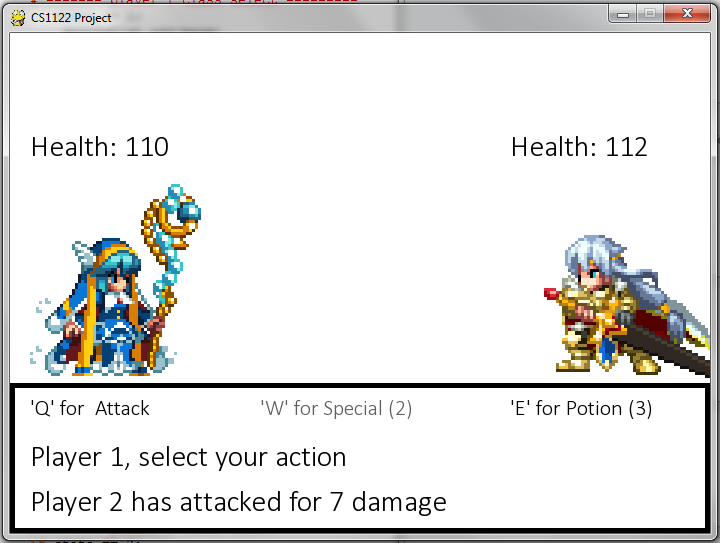 CS1122 Project
Health: 110 Health: 112
'Q' for  Attack 'W' for Special (2) 'E' for Potion (3)
Player 1, select your action
Player 2 has attacked for 7 damage